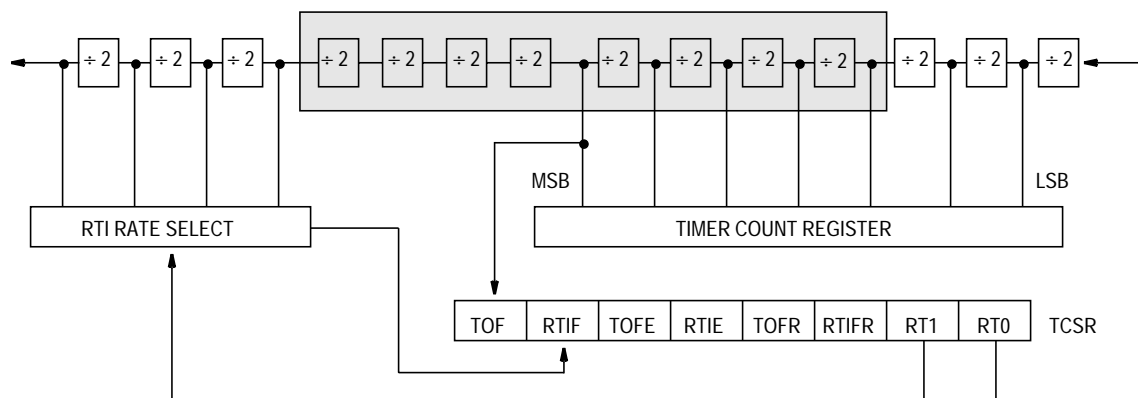 ÷ 2 ÷ 2 ÷ 2 ÷ 2 ÷ 2 ÷ 2 ÷ 2 ÷ 2 ÷ 2 ÷ 2 ÷ 2 ÷ 2 ÷ 2 ÷ 2
MSB LSB
RTI RATE SELECT TIMER COUNT REGISTER
TOF RTIF TOFE RTIE TOFR RTIFR RT1 RT0 TCSR